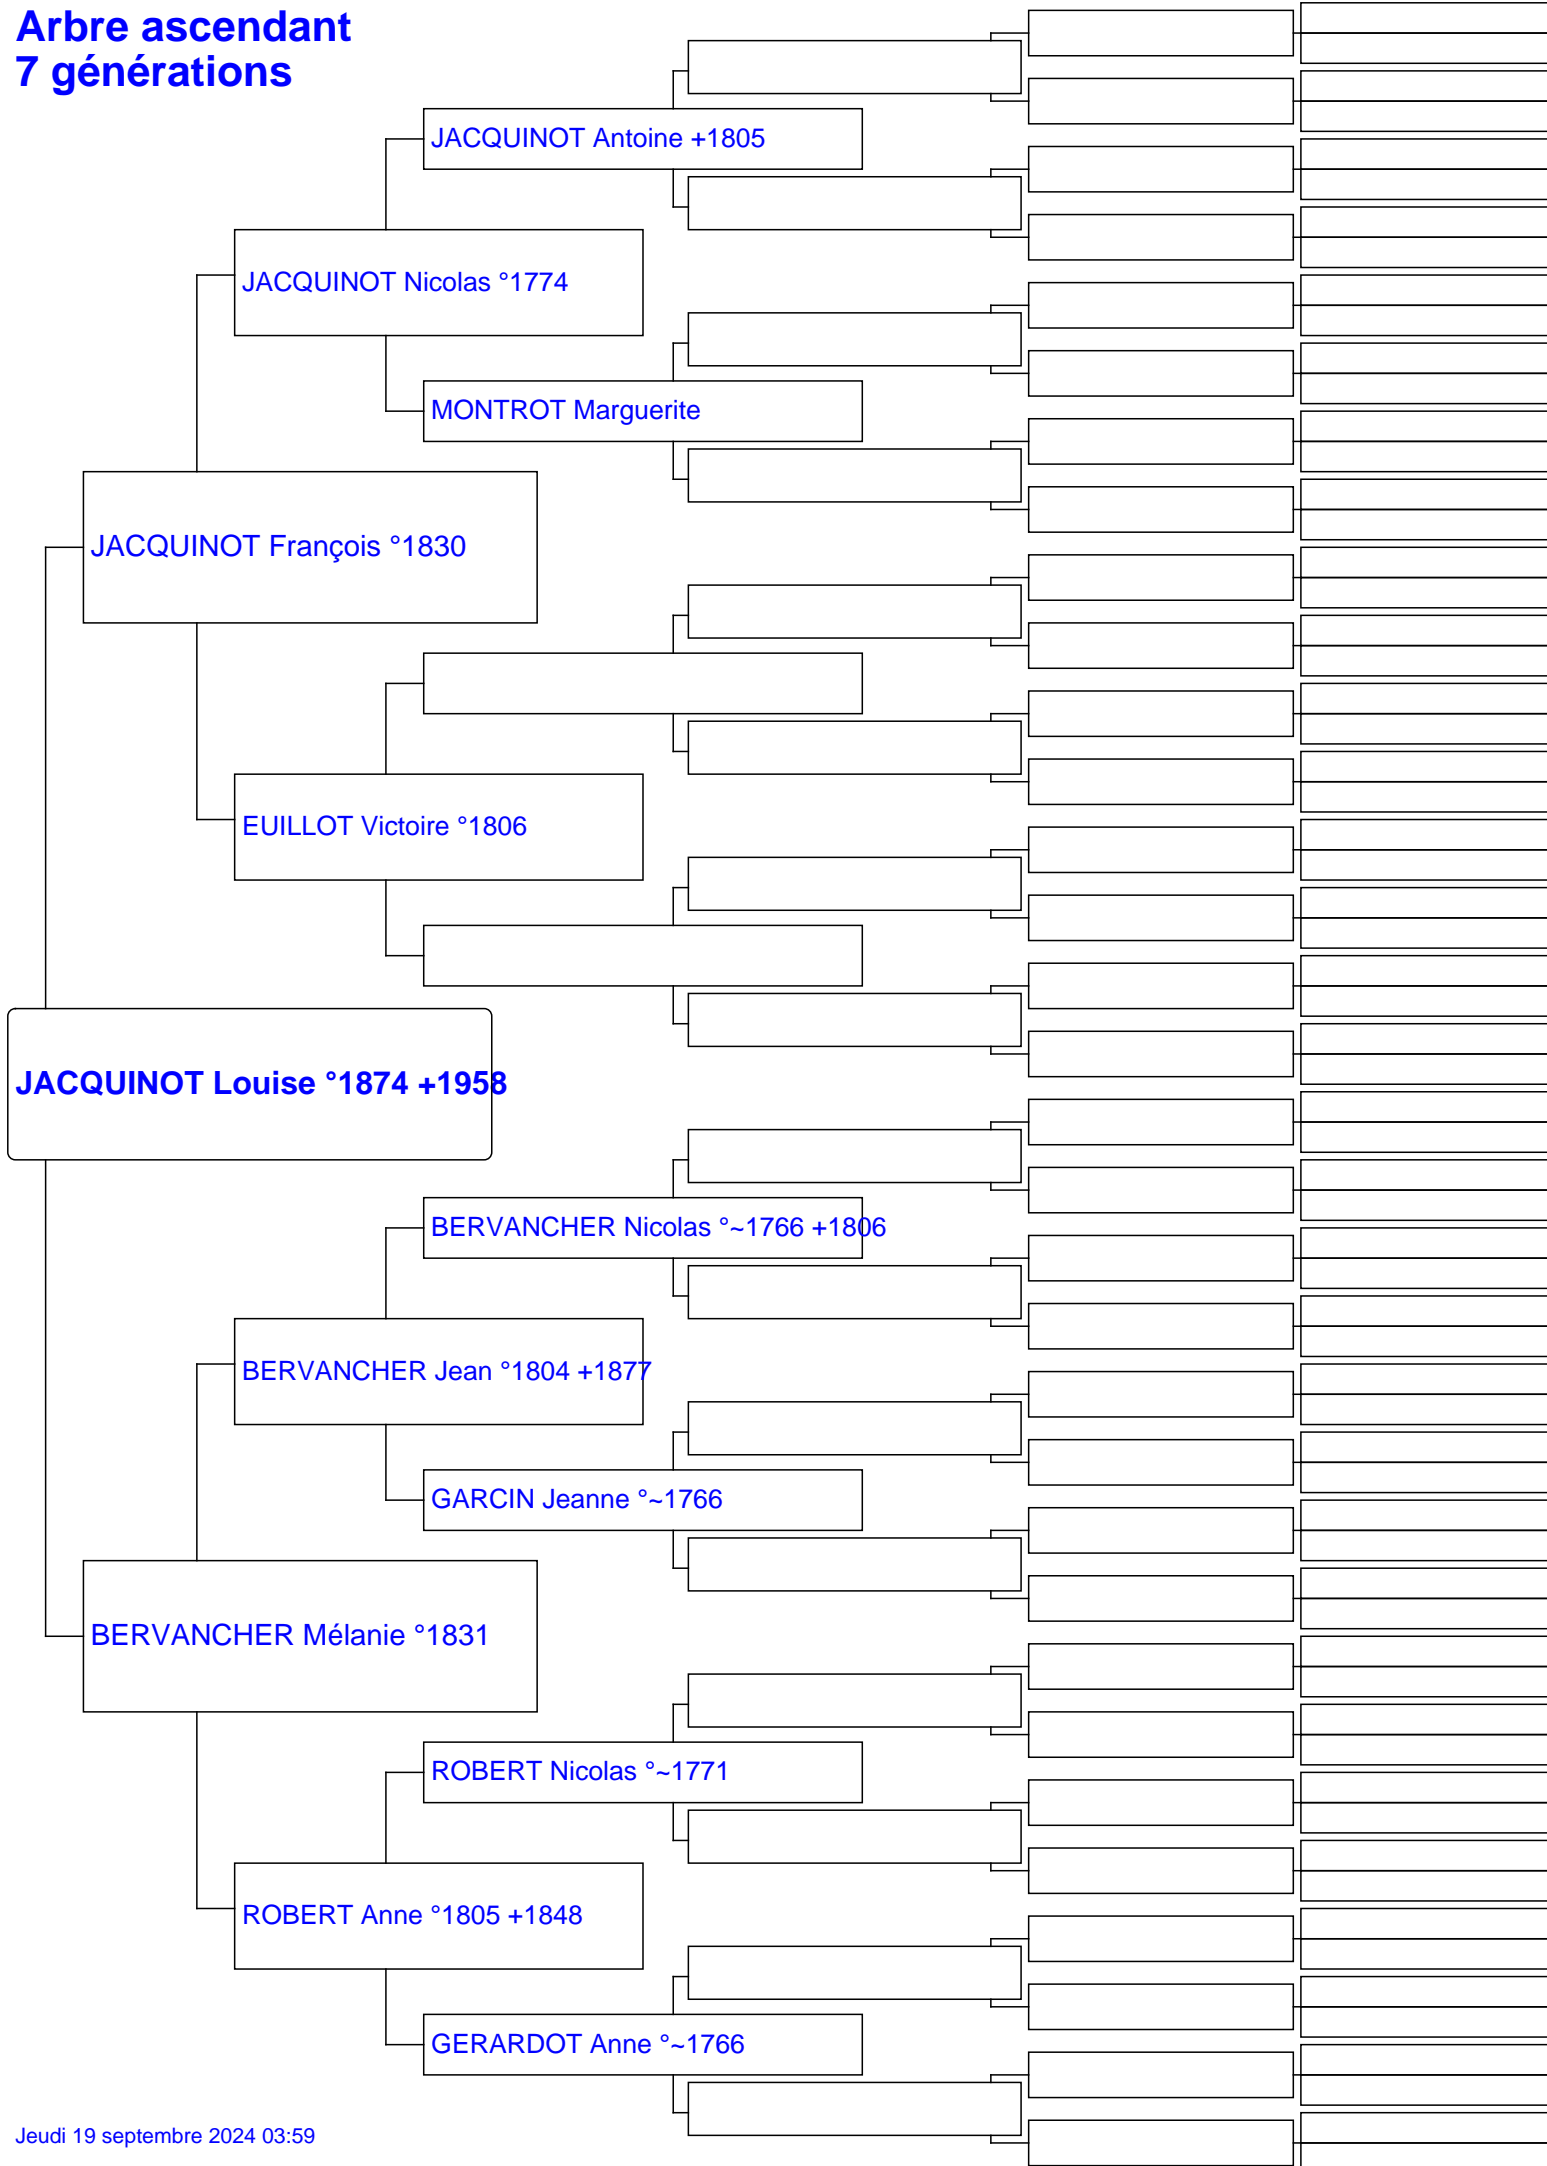 Arbre ascendant
7 générations
JACQUINOT Antoine +1805
JACQUINOT Nicolas °1774
MONTROT Marguerite
JACQUINOT François °1830
EUILLOT Victoire °1806
JACQUINOT Louise °1874 +1958
BERVANCHER Nicolas °~1766 +1806
BERVANCHER Jean °1804 +1877
GARCIN Jeanne °~1766
BERVANCHER Mélanie °1831
ROBERT Nicolas °~1771
ROBERT Anne °1805 +1848
GERARDOT Anne °~1766
Jeudi 19 septembre 2024 03:59